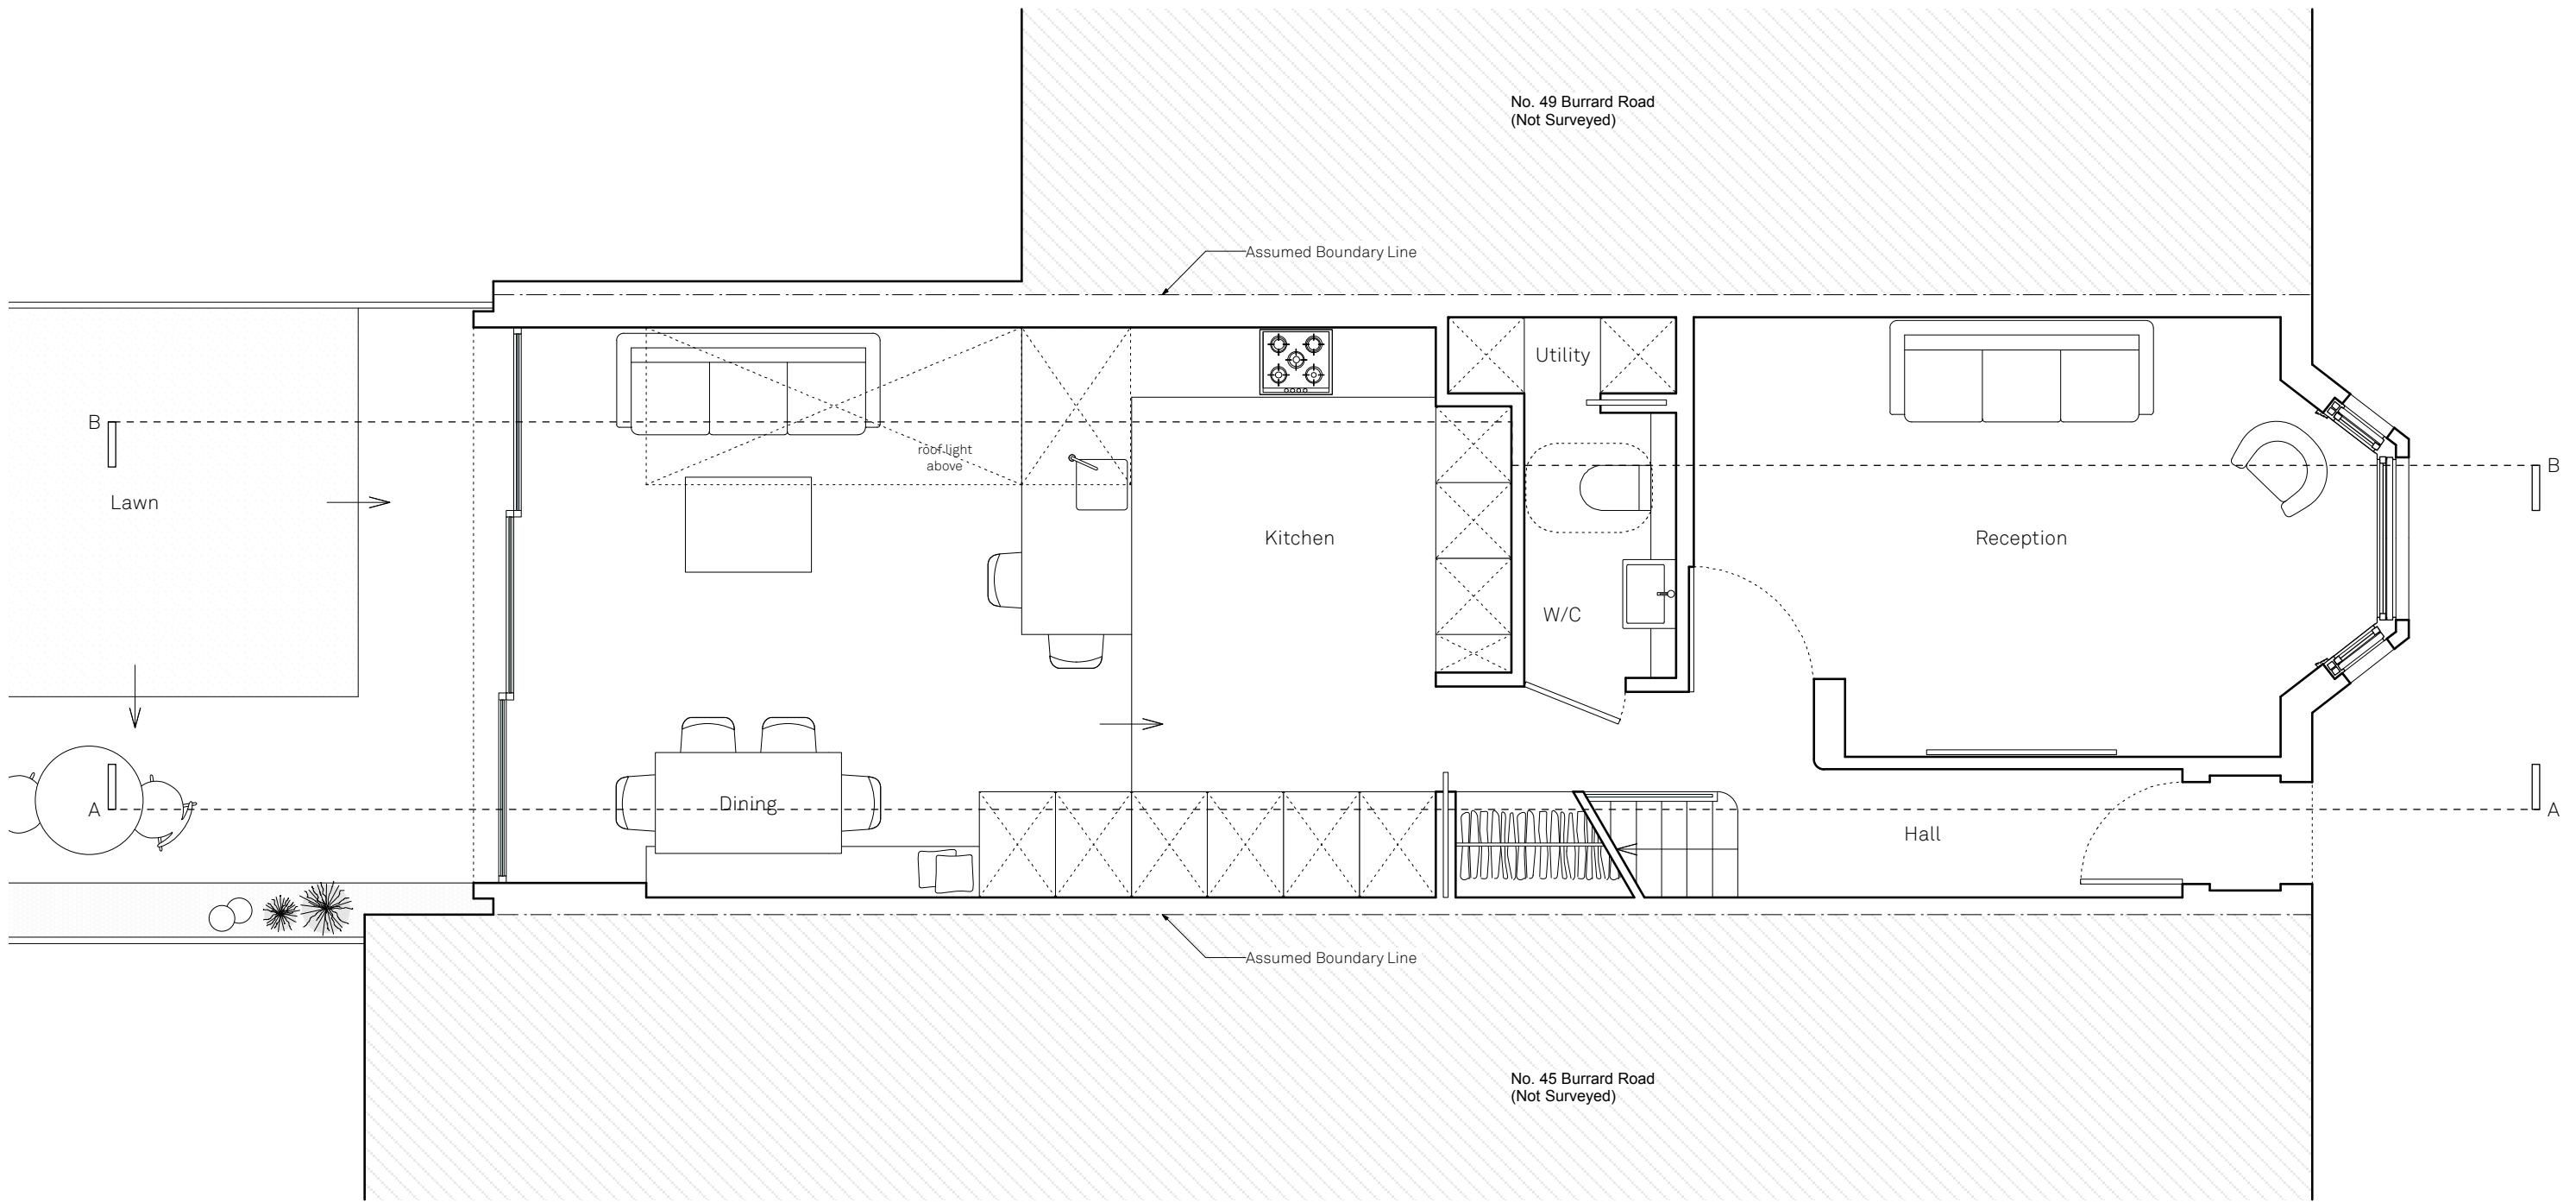 No. 49 Burrard Road
(Not Surveyed)
Assumed Boundary Line
Utility
B
roof light
above
B
Lawn
Kitchen
Reception
W/C
Dining
A
A
Hall
Assumed Boundary Line
No. 45 Burrard Road
(Not Surveyed)